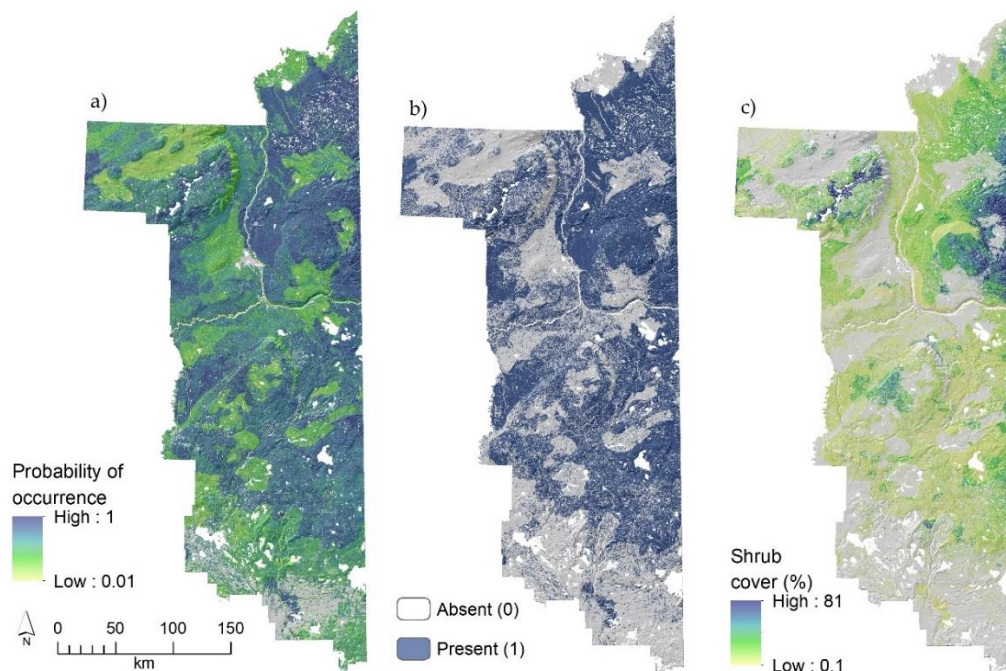 a)
b)
c)
Probability of
occurrence
High : 1
Low : 0.01
N
0 50 100 150
km
Absent (0)
Present (1)
Shrub
cover (%)
High : 81
Low : 0.1